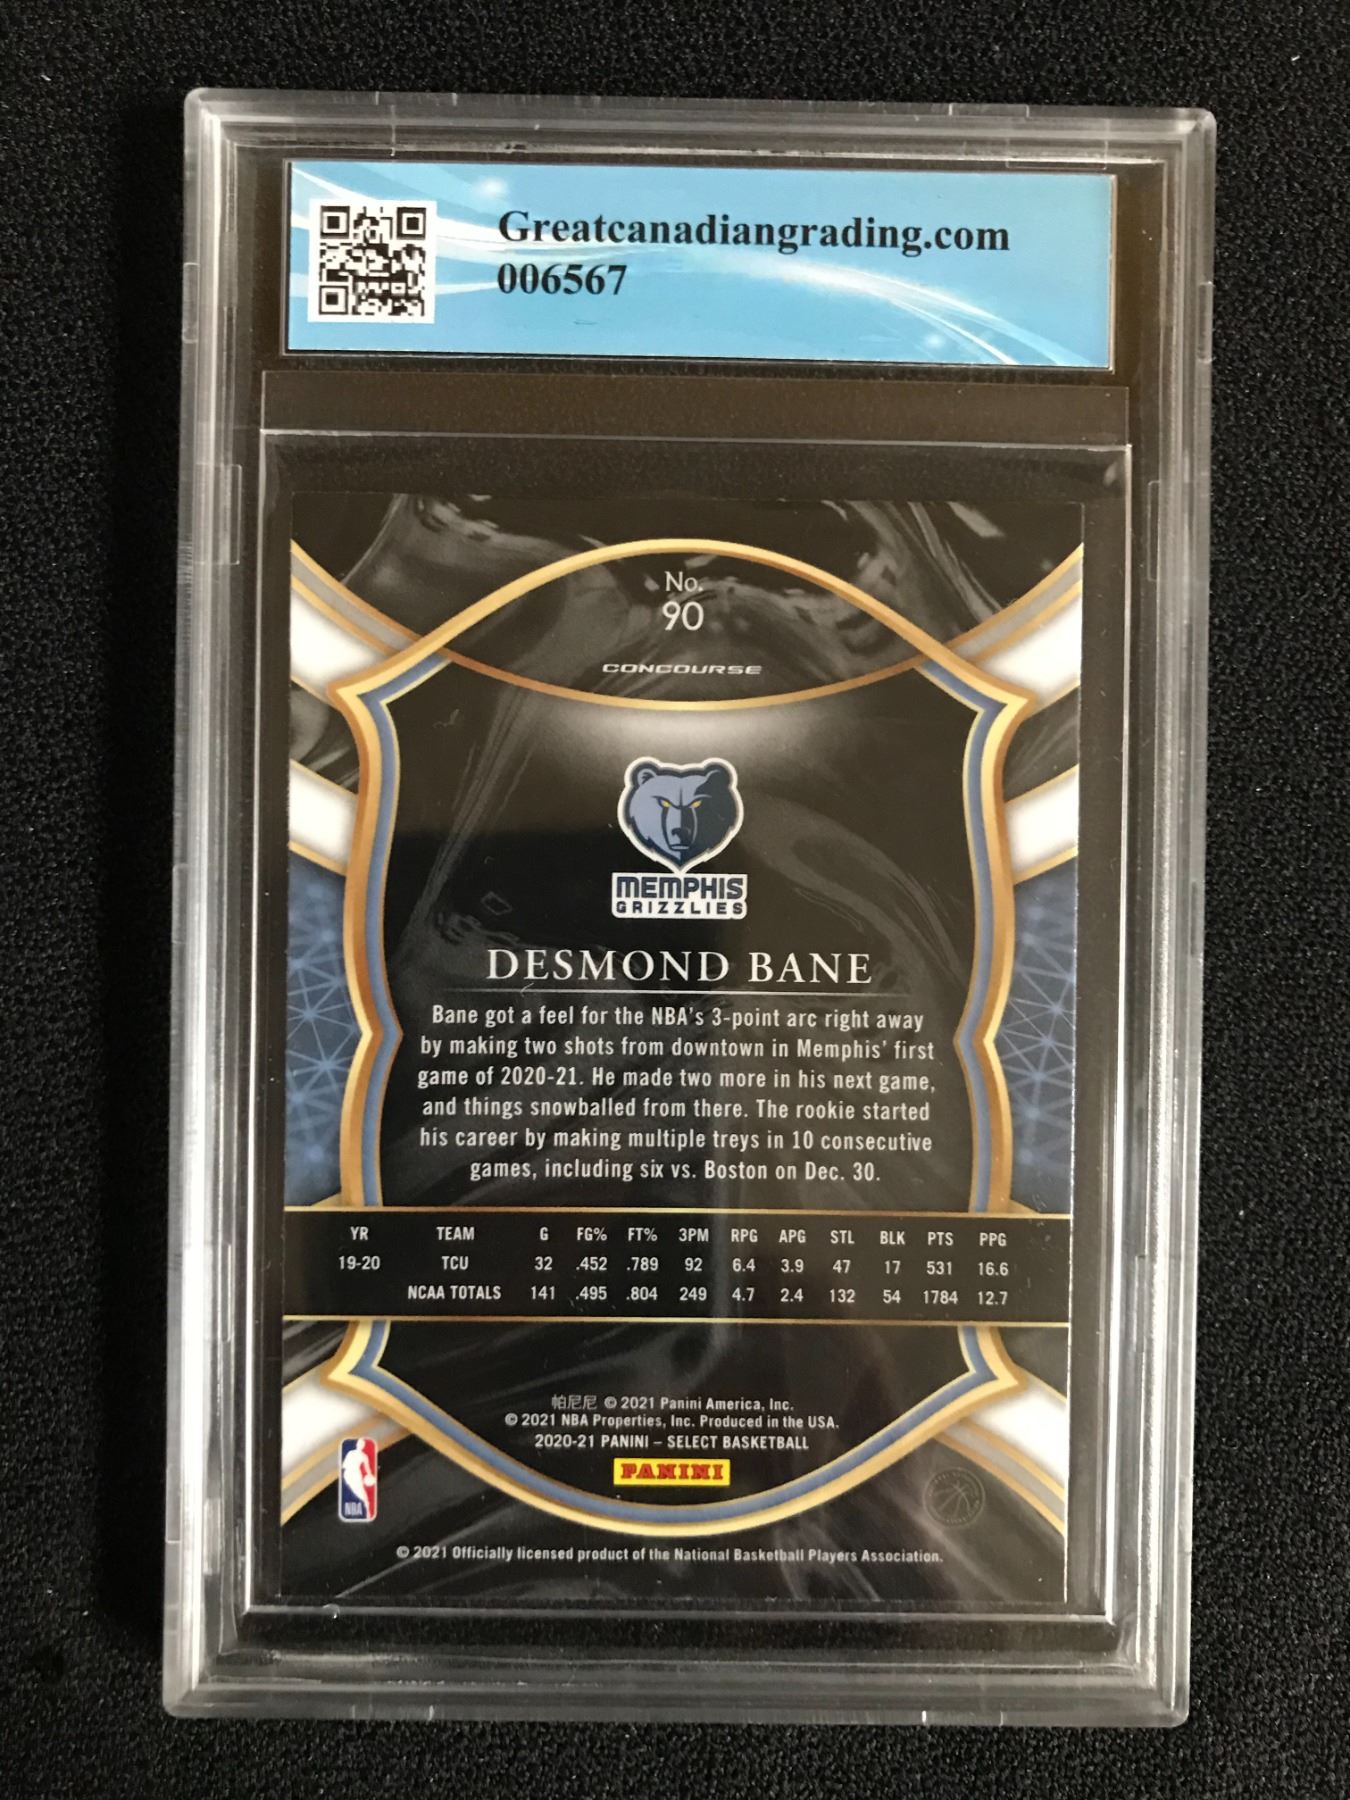 Greatcanadiangrading.com
006567
No.
90
CONCOURSE
MEMPHIS
GRIZZLIES
DESMOND BANE
Bane got a feel for the NBA's 3-point arc right away
by making two shots from downtown in Memphis' first
game of 2020-21. He made two more in his next game,
and things snowballed from there. The rookie started
his career by making multiple treys in 10 consecutive
games, including six vs. Boston on Dec. 30.
YR TEAM G FG% FT% 3PM RPG APG STL BLK PTS PPG
19-20 TCU 32 .452 .789 92 6.4 3.9 47 17 531 16.6
NCAA TOTALS 141 .495 .804 249 4.7 2.4 132 54 1784 12.7
帕尼尼 © 2021 Panini America, Inc.
© 2021 NBA Properties, Inc. Produced in the USA.
2020-21 PANINI – SELECT BASKETBALL
PANINI
NBA
© 2021 Officially licensed product of the National Basketball Players Association.